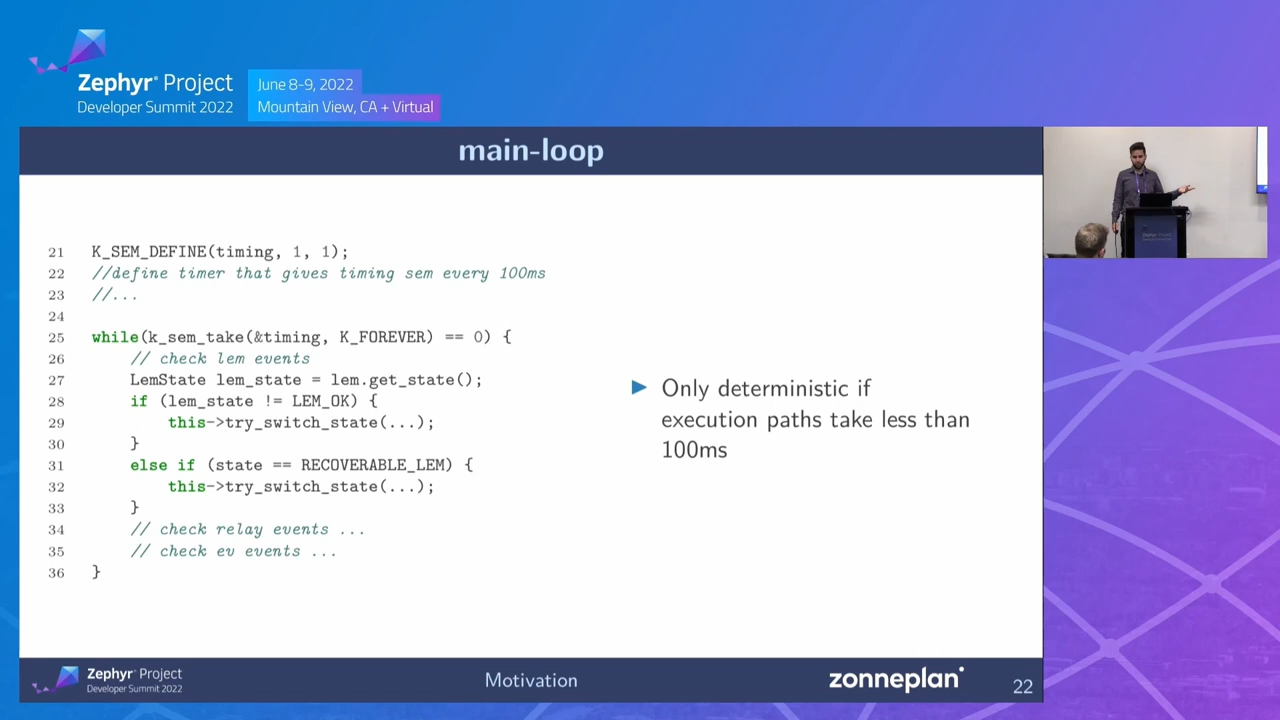 Zephyr® Project
Developer Summit 2022
June 8-9, 2022
Mountain View, CA + Virtual
main-loop
21 K_SEM_DEFINE(timing, 1, 1);
22 //define timer that gives timing sem every 100ms
23 //...
24
25 while(k_sem_take(&timing, K_FOREVER) == 0) {
26 // check lem events
27 LemState lem_state = lem.get_state();
28 if (lem_state != LEM_OK) {
29 this->try_switch_state(...);
30 }
31 else if (state == RECOVERABLE_LEM) {
32 this->try_switch_state(...);
33 }
34 // check relay events ...
35 // check ev events ...
36 }
▶ Only deterministic if
execution paths take less than
100ms
Zephyr® Project
Developer Summit 2022
Motivation
zonneplan
22